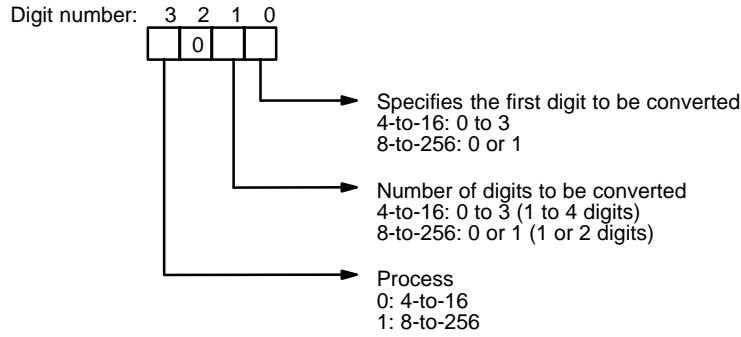 Digit number: 3 2 1 0
0
Specifies the first digit to be converted
4-to-16: 0 to 3
8-to-256: 0 or 1
Number of digits to be converted
4-to-16: 0 to 3 (1 to 4 digits)
8-to-256: 0 or 1 (1 or 2 digits)
Process
0: 4-to-16
1: 8-to-256